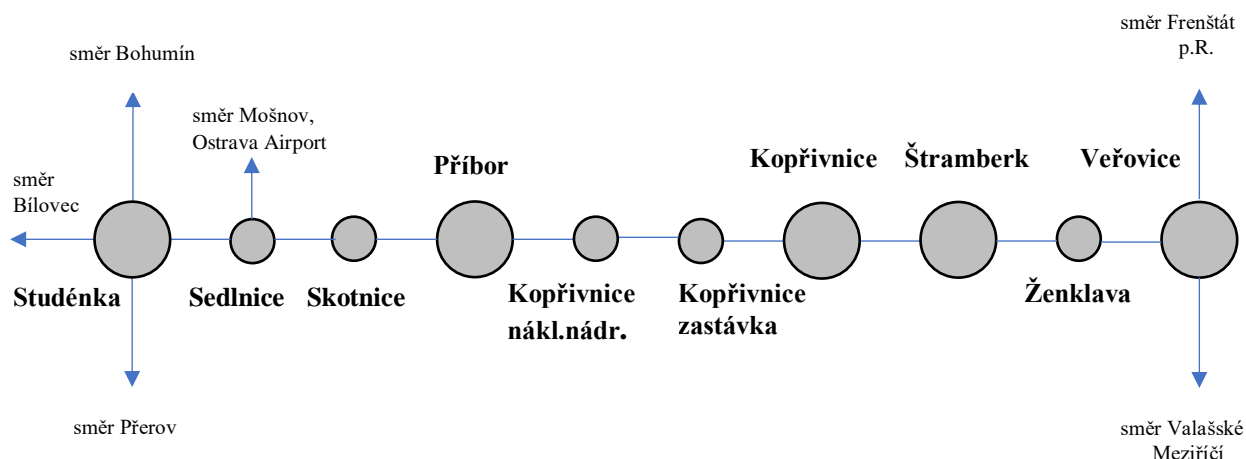 směr Bohumín
směr Frenštát
p.R.
směr Mošnov,
Ostrava Airport
směr
Bílovec
Příbor
Kopřivnice
Štramberk
Veřovice
Studénka
Sedlnice
Skotnice
Kopřivnice
nákl.nádr.
Kopřivnice
zastávka
Ženklava
směr Přerov
směr Valašské
Meziříčí